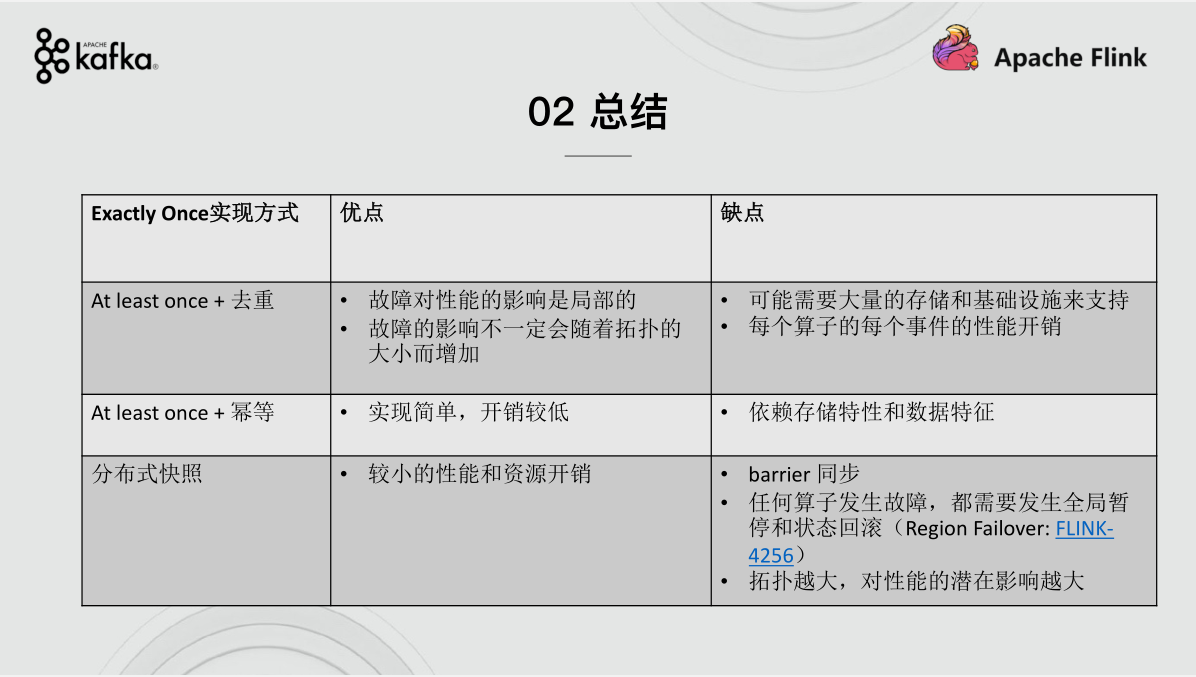 APACHE
kafka®
Apache Flink
02 总结
Exactly Once实现方式
优点
缺点
At least once + 去重
• 故障对性能的影响是局部的
• 故障的影响不一定会随着拓扑的
大小而增加
• 可能需要大量的存储和基础设施来支持
• 每个算子的每个事件的性能开销
At least once + 幂等
• 实现简单，开销较低
• 依赖存储特性和数据特征
分布式快照
• 较小的性能和资源开销
• barrier 同步
• 任何算子发生故障，都需要发生全局暂
停和状态回滚（Region Failover: FLINK-
4256）
• 拓扑越大，对性能的潜在影响越大